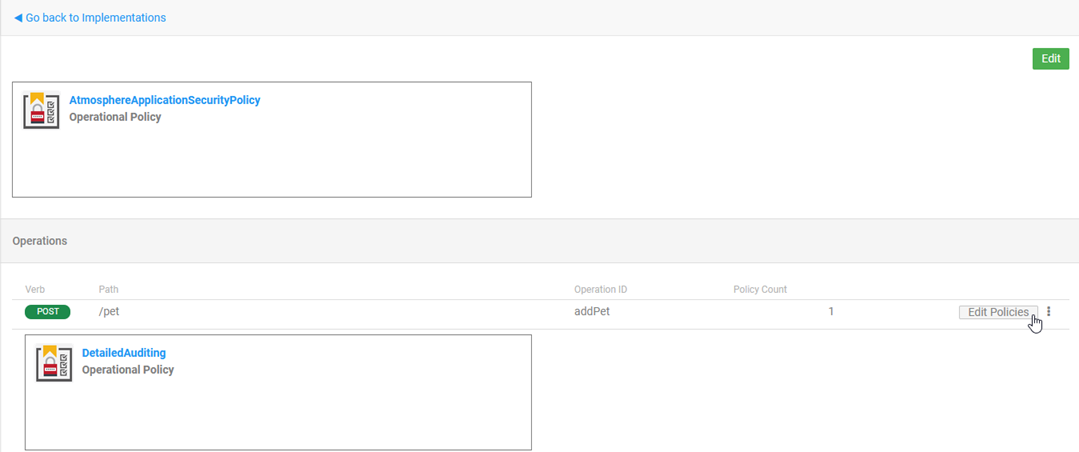 ◀ Go back to Implementations
Edit
AtmosphereApplicationSecurityPolicy
Operational Policy
Operations
Verb Path Operation ID Policy Count
POST /pet addPet 1 Edit Policies
DetailedAuditing
Operational Policy